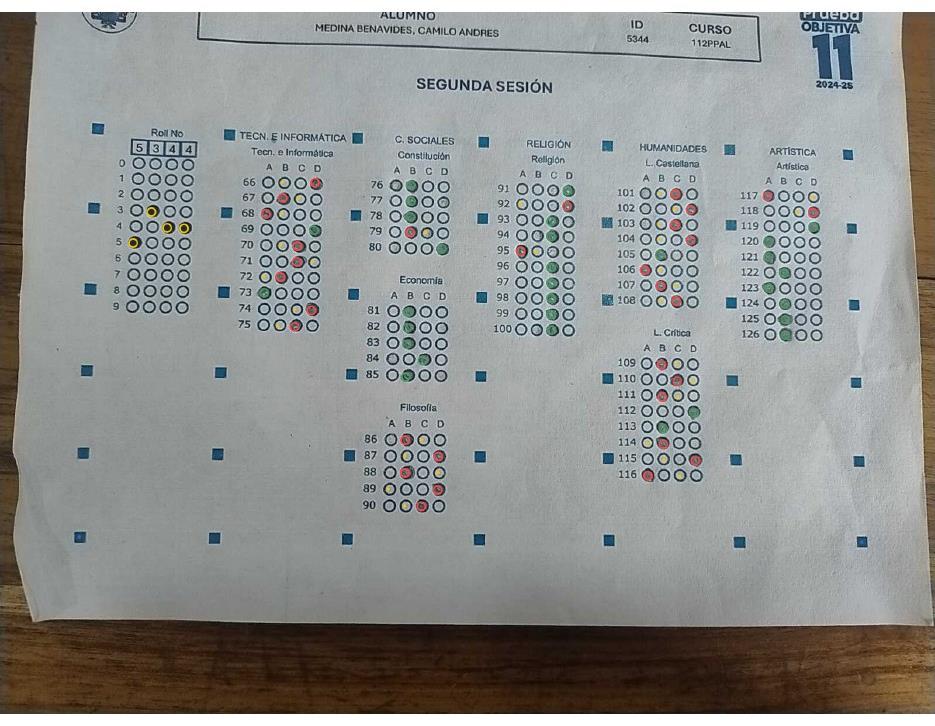 ALUMNO
MEDINA BENAVIDES, CAMILO ANDRES
ID
5344
CURSO
112PPAL
Prueba
OBJETIVA
11
2024-25
SEGUNDA SESIÓN
Roll No
5 3 4 4
0
1
2
3
4
5
6
7
8
9
TECN. E INFORMÁTICA
Tecn. e Informática
A B C D
66
67
68
69
70
71
72
73
74
75
C. SOCIALES
Constitución
A B C D
76
77
78
79
80
Economía
A B C D
81
82
83
84
85
Filosofía
A B C D
86
87
88
89
90
RELIGIÓN
Religión
A B C D
91
92
93
94
95
96
97
98
99
100
HUMANIDADES
L. Castellana
A B C D
101
102
103
104
105
106
107
108
L. Crítica
A B C D
109
110
111
112
113
114
115
116
ARTÍSTICA
Artística
A B C D
117
118
119
120
121
122
123
124
125
126